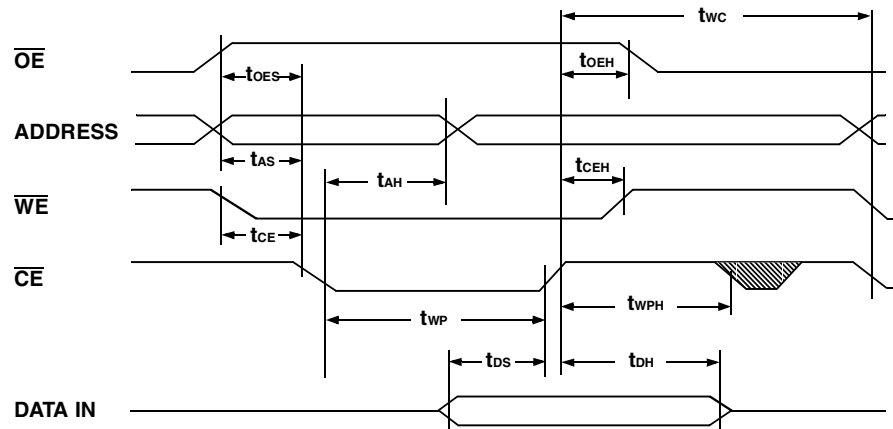 tWC
OE
tOES
tOEH
ADDRESS
tAS
tAH
tCEH
WE
tCE
CE
tWP
tWPH
tDS
tDH
DATA IN